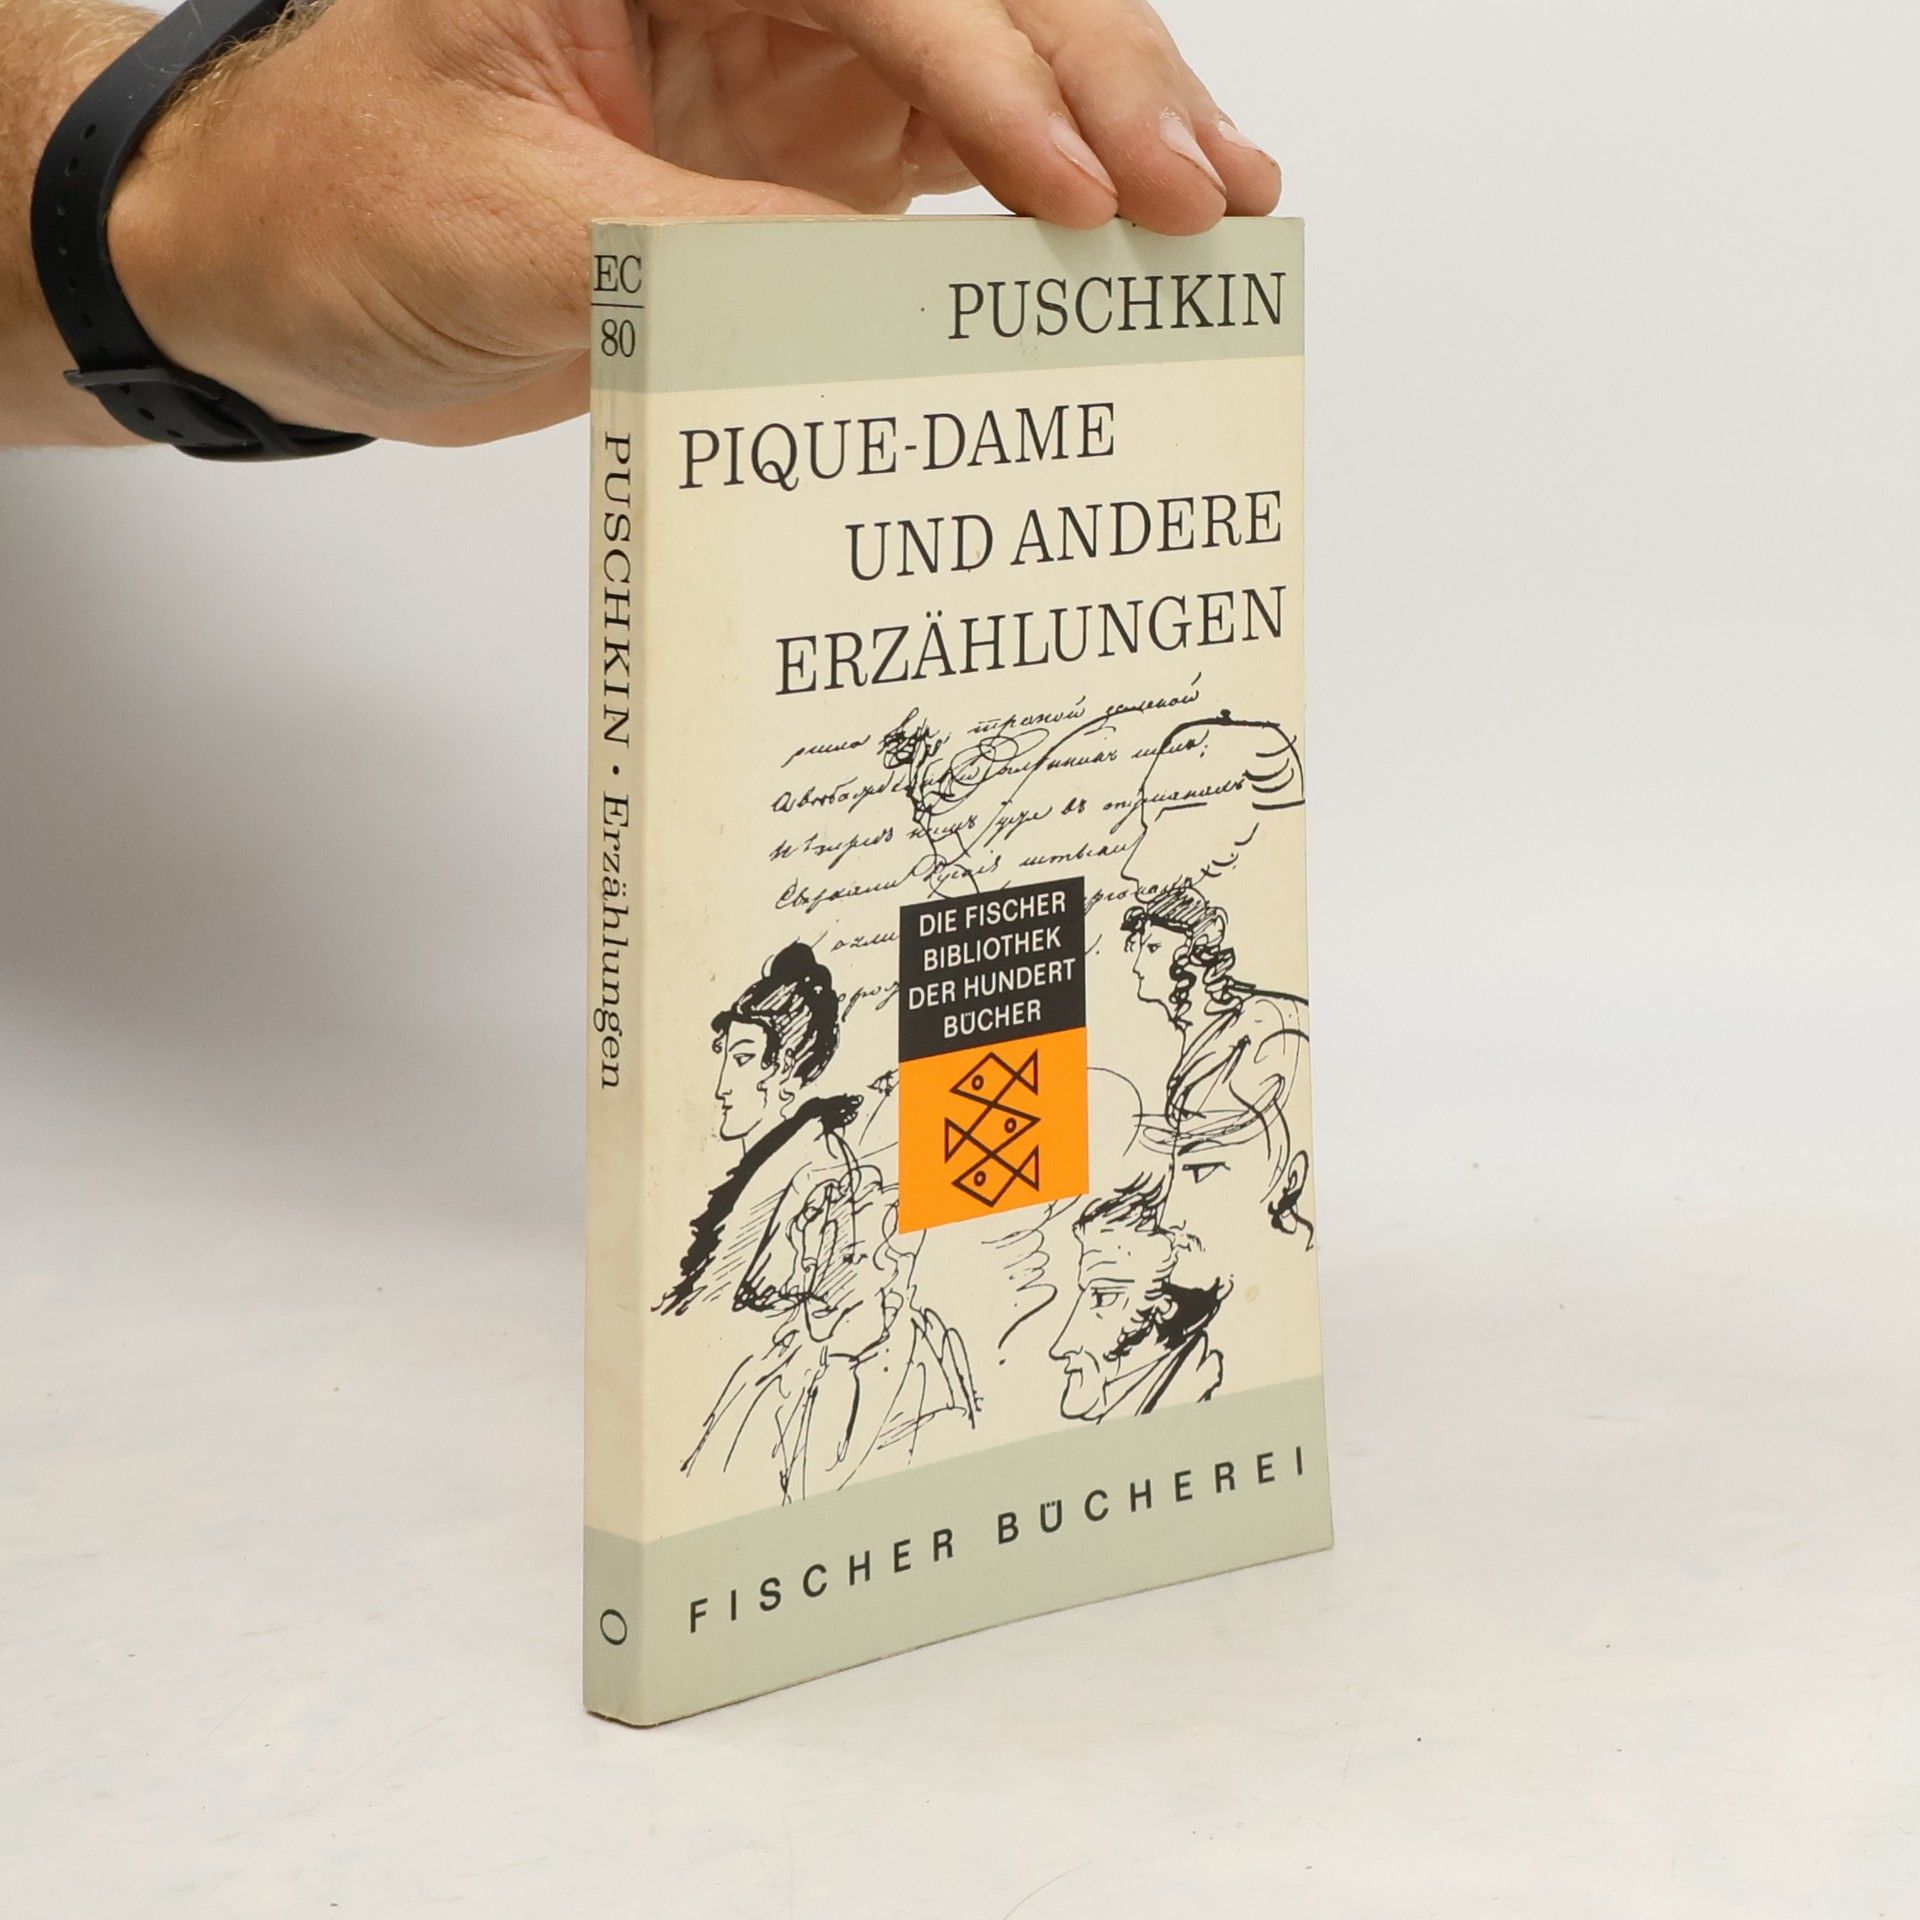 EC
80
PUSCHKIN • Erzählungen
O
PUSCHKIN
PIQUE-DAME
UND ANDERE
ERZÄHLUNGEN
DIE FISCHER
BIBLIOTHEK
DER HUNDERT
BÜCHER
FISCHER BÜCHEREI